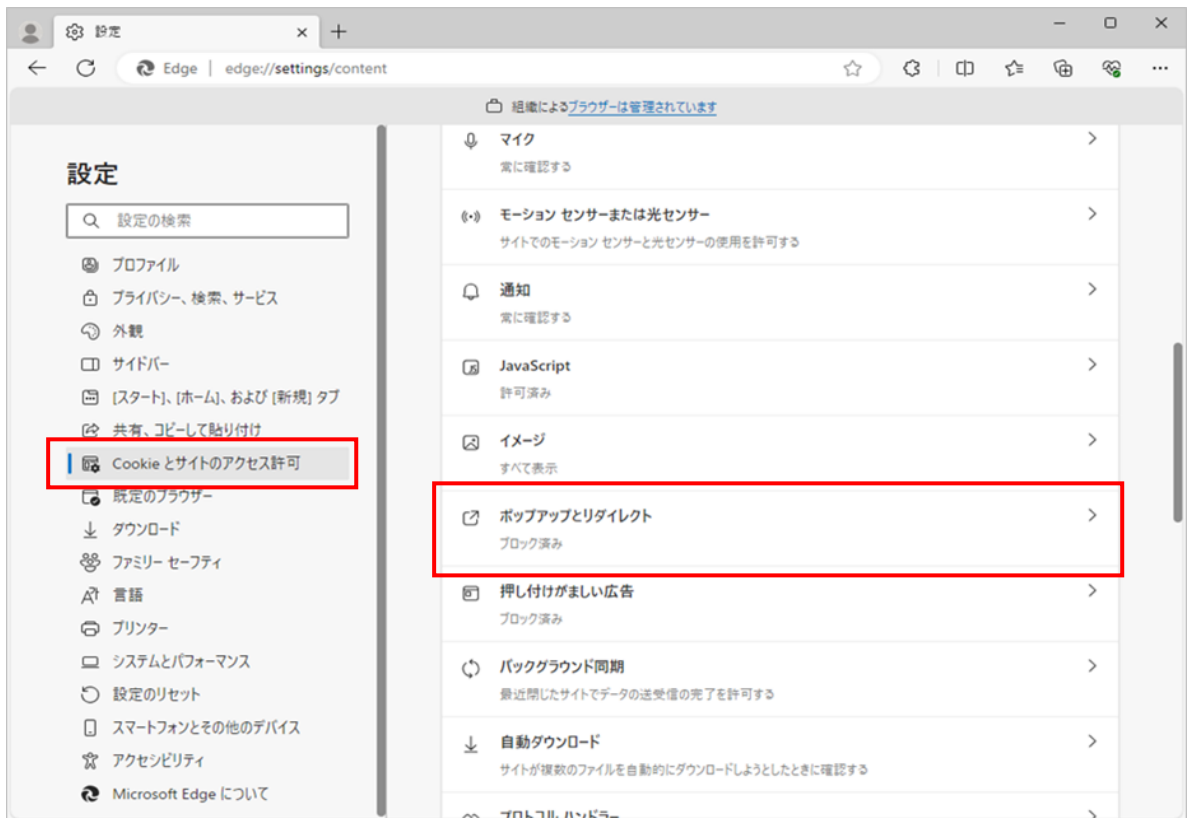 設定
Edge | edge://settings/content
組織によるブラウザーは管理されています
設定
設定の検索
プロファイル
プライバシー、検索、サービス
外観
サイドバー
[スタート]、[ホーム]、および [新規] タブ
共有、コピーして貼り付け
Cookie とサイトのアクセス許可
既定のブラウザー
ダウンロード
ファミリー セーフティ
言語
プリンター
システムとパフォーマンス
設定のリセット
スマートフォンとその他のデバイス
アクセシビリティ
Microsoft Edge について
マイク
常に確認する
モーション センサーまたは光センサー
サイトでのモーション センサーと光センサーの使用を許可する
通知
常に確認する
JavaScript
許可済み
イメージ
すべて表示
ポップアップとリダイレクト
ブロック済み
押し付けがましい広告
ブロック済み
バックグラウンド同期
最近閉じたサイトでデータの送受信の完了を許可する
自動ダウンロード
サイトが複数のファイルを自動的にダウンロードしようとしたときに確認する
プロトコル ハンドラー